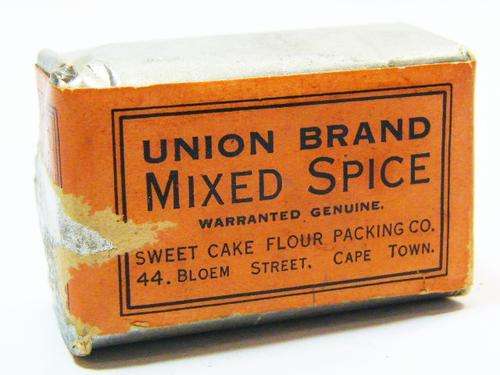 UNION BRAND
MIXED SPICE
WARRANTED GENUINE.
SWEET CAKE FLOUR PACKING CO.
44. BLOEM STREET, CAPE TOWN.